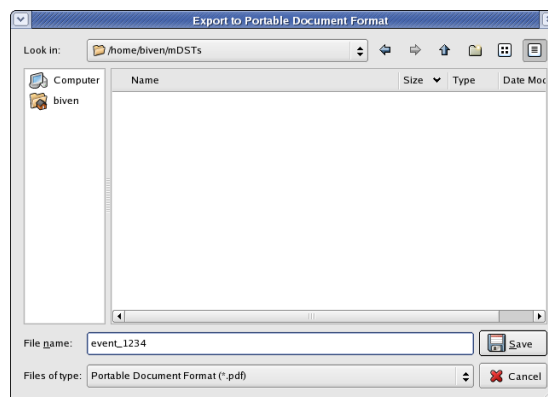 Export to Portable Document Format
Look in: /home/biven/mDSTs
Computer
biven
Name Size Type Date Moc
File name: event_1234 Save
Files of type: Portable Document Format (*.pdf) Cancel